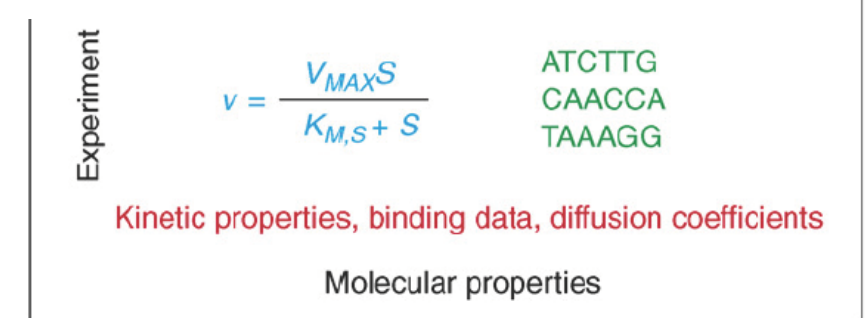 Experiment
v = V_MAX S / K_M,S + S
ATCTTG
CAACCA
TAAAGG
Kinetic properties, binding data, diffusion coefficients
Molecular properties